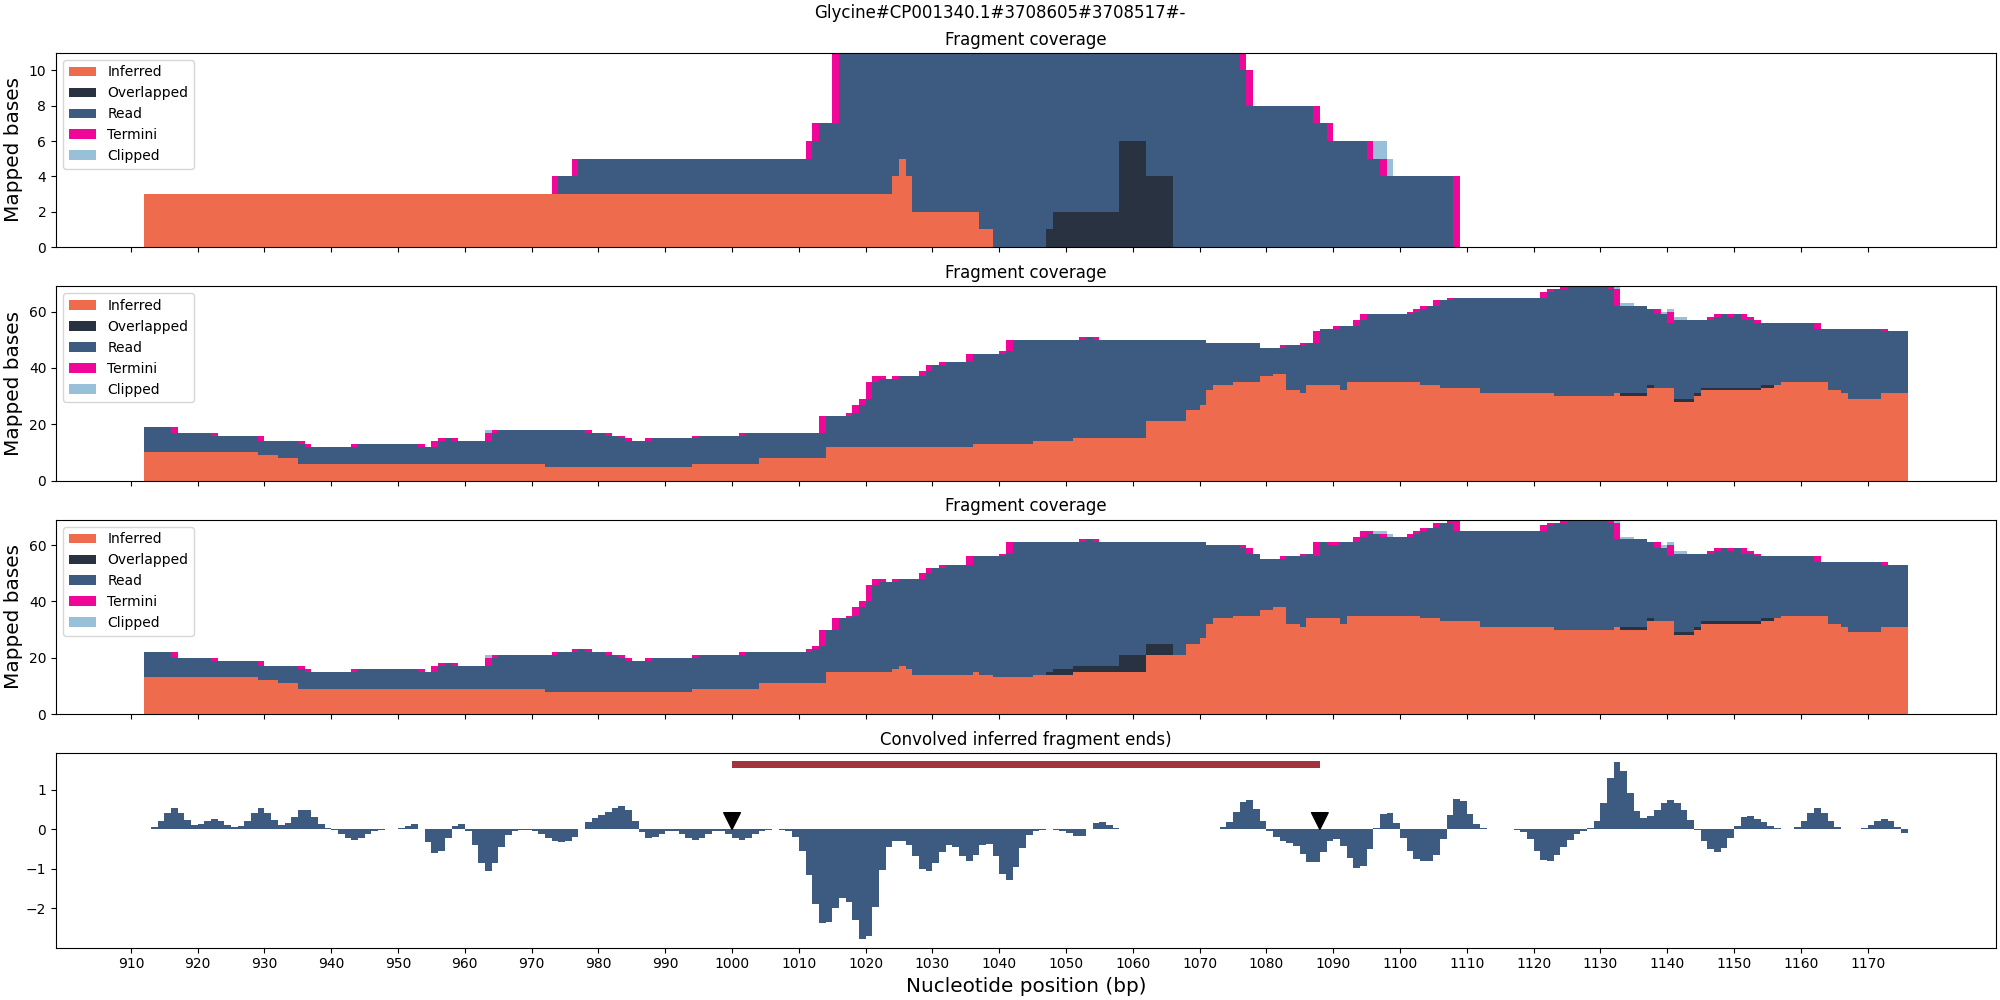 Glycine#CP001340.1#3708605#3708517#-
Fragment coverage
Mapped bases
10
8
6
4
2
0
Inferred
Overlapped
Read
Termini
Clipped
Fragment coverage
Mapped bases
60
40
20
0
Inferred
Overlapped
Read
Termini
Clipped
Fragment coverage
Mapped bases
60
40
20
0
Inferred
Overlapped
Read
Termini
Clipped
Convolved inferred fragment ends)
1
0
−1
−2
910 920 930 940 950 960 970 980 990 1000 1010 1020 1030 1040 1050 1060 1070 1080 1090 1100 1110 1120 1130 1140 1150 1160 1170
Nucleotide position (bp)